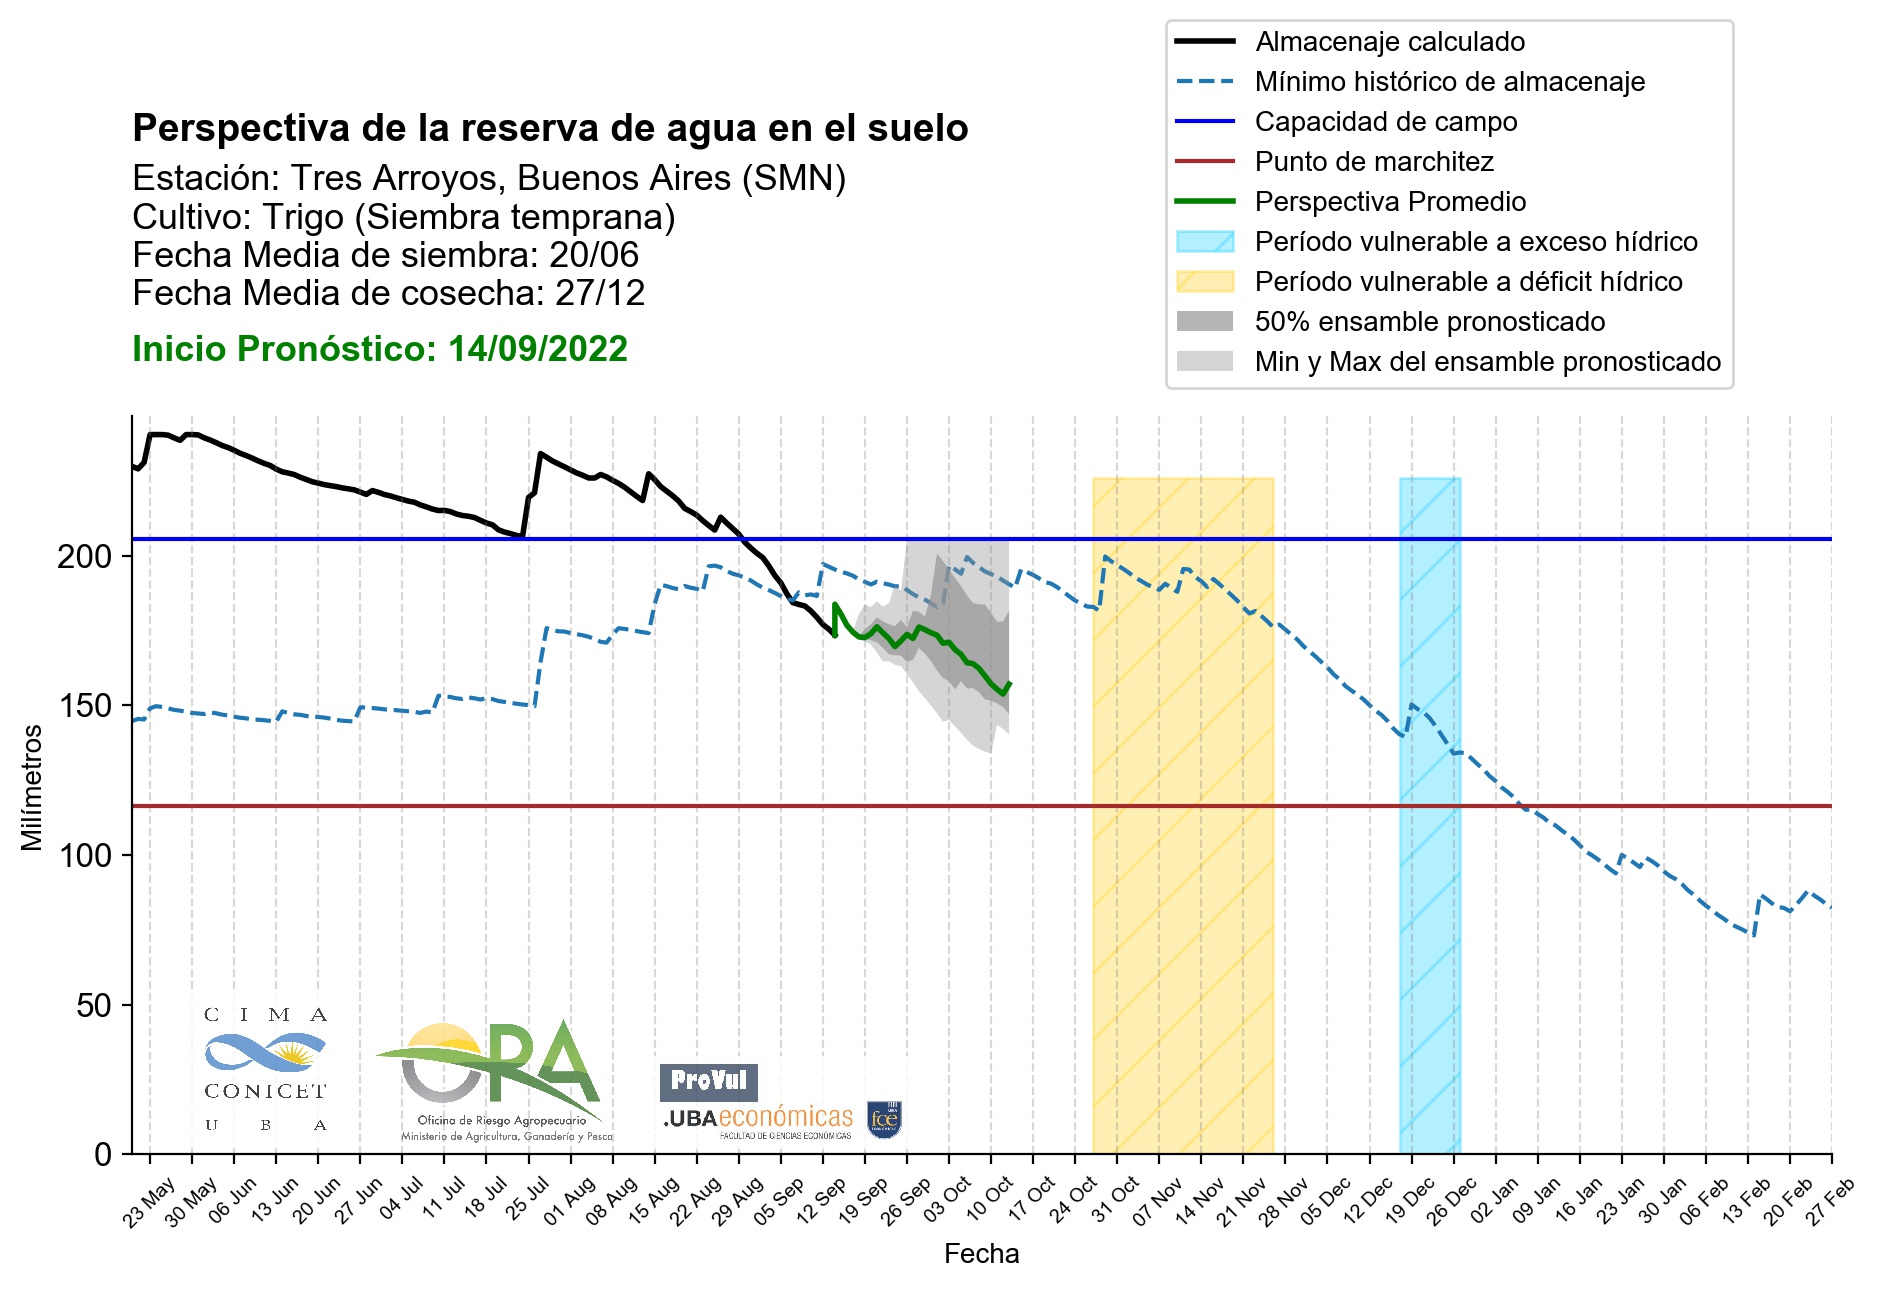 Almacenaje calculado
Mínimo histórico de almacenaje
Capacidad de campo
Punto de marchitez
Perspectiva Promedio
Período vulnerable a exceso hídrico
Período vulnerable a déficit hídrico
50% ensamble pronosticado
Min y Max del ensamble pronosticado
Perspectiva de la reserva de agua en el suelo
Estación: Tres Arroyos, Buenos Aires (SMN)
Cultivo: Trigo (Siembra temprana)
Fecha Media de siembra: 20/06
Fecha Media de cosecha: 27/12
Inicio Pronóstico: 14/09/2022
Milímetros
200
150
100
50
0
CIMA
CONICET
UBA
ORA
Oficina de Riesgo Agropecuario
Ministerio de Agricultura, Ganadería y Pesca
ProVul
.UBAeconómicas
FACULTAD DE CIENCIAS ECONÓMICAS
fce
23 May 30 May 06 Jun 13 Jun 20 Jun 27 Jun 04 Jul 11 Jul 18 Jul 25 Jul 01 Aug 08 Aug 15 Aug 22 Aug 29 Aug 05 Sep 12 Sep 19 Sep 26 Sep 03 Oct 10 Oct 17 Oct 24 Oct 31 Oct 07 Nov 14 Nov 21 Nov 28 Nov 05 Dec 12 Dec 19 Dec 26 Dec 02 Jan 09 Jan 16 Jan 23 Jan 30 Jan 06 Feb 13 Feb 20 Feb 27 Feb
Fecha